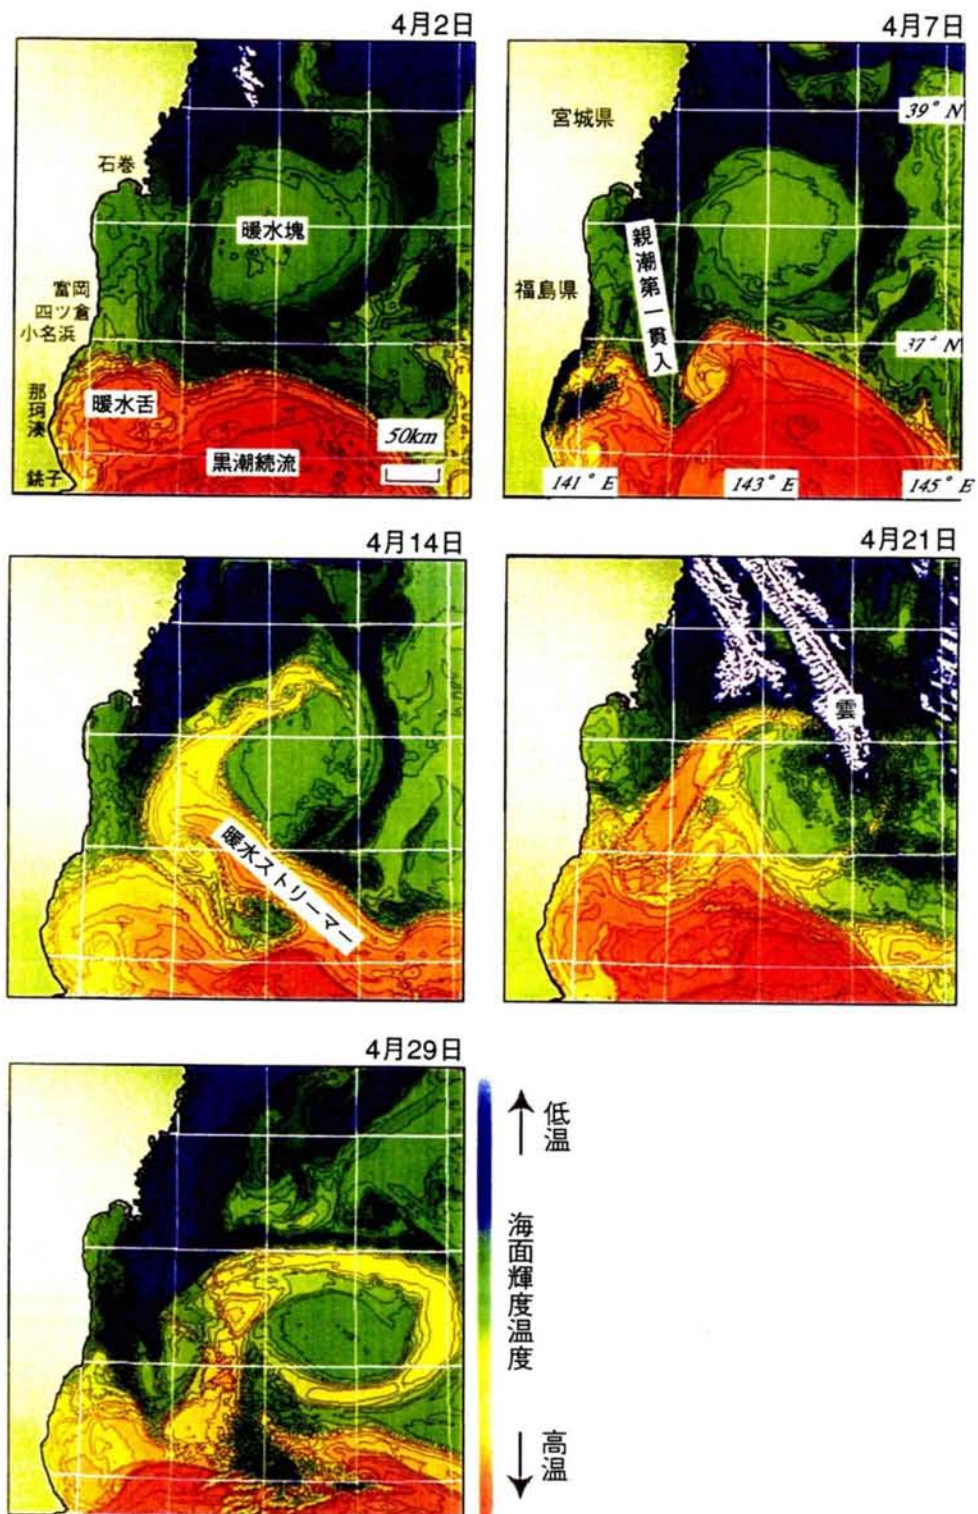 4月2日
石巻
暖水塊
富岡
四ツ倉
小名浜
那珂湊
暖水舌
銚子
黒潮続流
50km
4月7日
宮城県
39° N
親潮第一貫入
福島県
37° N
141° E
143° E
145° E
4月14日
暖水ストリーマー
4月21日
雲
4月29日
低温
海面輝度温度
高温